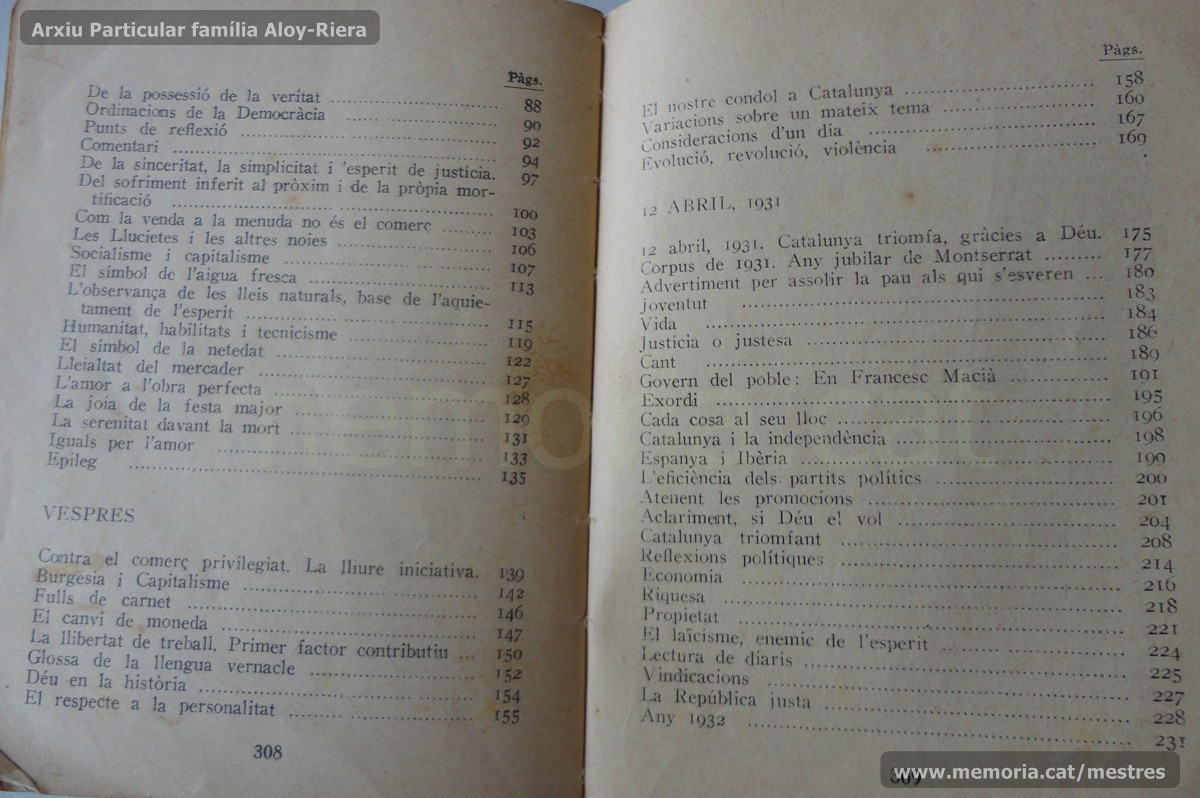 Arxiu Particular família Aloy-Riera
Pàgs.
De la possessió de la veritat ........ 88
Ordinacions de la Democràcia ........ 90
Punts de reflexió ........ 92
Comentari ........ 94
De la sinceritat, la simplicitat i 'esperit de justícia. 97
Del sofriment inferit al pròxim i de la pròpia mor-
tificació ........ 100
Com la venda a la menuda no és el comerç ........ 103
Les Llucietes i les altres noies ........ 106
Socialisme i capitalisme ........ 107
El símbol de l'aigua fresca ........ 113
L'observança de les lleis naturals, base de l'aquie-
tament de l'esperit ........ 115
Humanitat, habilitats i tecnicisme ........ 119
El símbol de la netedat ........ 122
Lleialtat del mercader ........ 127
L'amor a l'obra perfecta ........ 128
La joia de la festa major ........ 129
La serenitat davant la mort ........ 131
Iguals per l'amor ........ 133
Epíleg ........ 135
VESPRES
Contra el comerç privilegiat. La lliure iniciativa. 139
Burgesia i Capitalisme ........ 142
Fulls de carnet ........ 146
El canvi de moneda ........ 147
La llibertat de treball. Primer factor contributiu ... 150
Glossa de la llengua vernacle ........ 152
Déu en la història ........ 154
El respecte a la personalitat ........ 155
308
Pàgs.
El nostre condol a Catalunya ........ 158
Variacions sobre un mateix tema ........ 160
Consideracions d'un dia ........ 167
Evolució, revolució, violència ........ 169
12 ABRIL, 1931
12 abril, 1931. Catalunya triomfa, gràcies a Déu. 175
Corpus de 1931. Any jubilar de Montserrat ........ 177
Advertiment per assolir la pau als qui s'esveren ... 180
Joventut ........ 183
Vida ........ 184
Justícia o justesa ........ 186
Cant ........ 189
Govern del poble: En Francesc Macià ........ 191
Exordi ........ 195
Cada cosa al seu lloc ........ 196
Catalunya i la independència ........ 198
Espanya i Ibèria ........ 199
L'eficiència dels partits polítics ........ 200
Atenent les promocions ........ 201
Aclariment, si Déu el vol ........ 204
Catalunya triomfant ........ 208
Reflexions polítiques ........ 214
Economia ........ 216
Riquesa ........ 218
Propietat ........ 221
El laïcisme, enemic de l'esperit ........ 224
Lectura de diaris ........ 225
Vindicacions ........ 227
La República justa ........ 228
Any 1932 ........ 231
309
www.memoria.cat/mestres